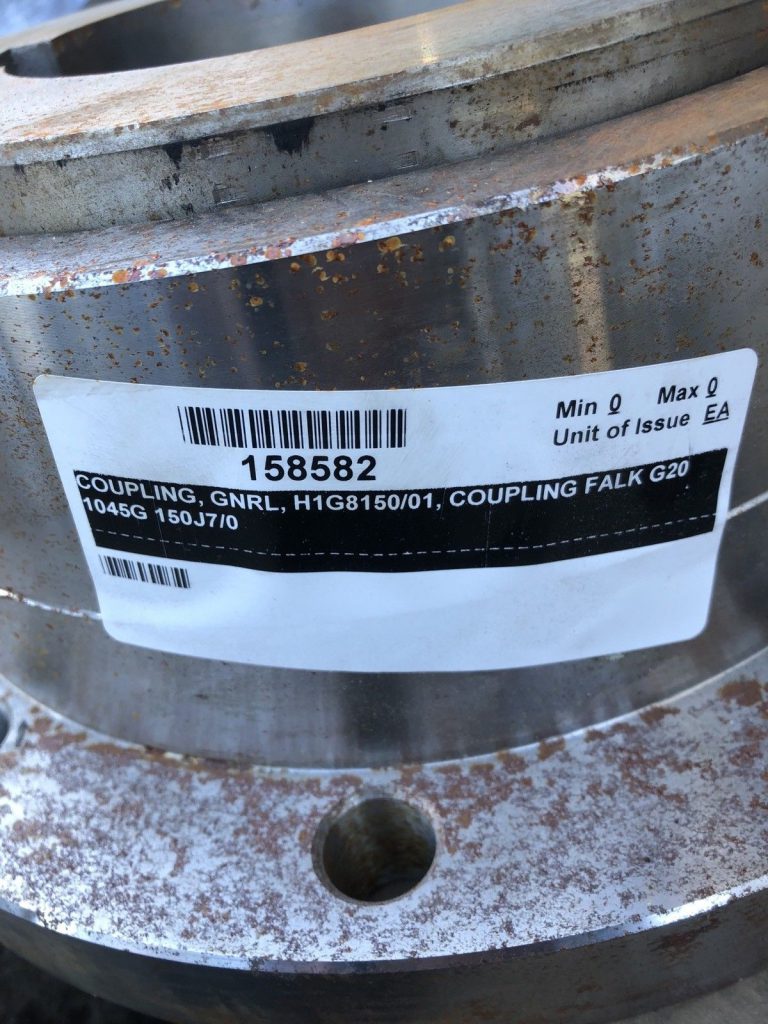 Min 0 Max 0
Unit of Issue EA
158582
COUPLING, GNRL, H1G8150/01, COUPLING FALK G20
1045G 150J7/0